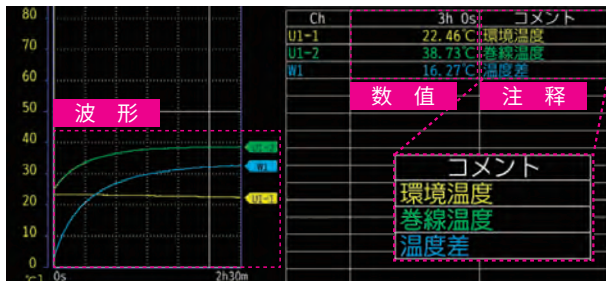 80
70
60
50
40
30
20
10
0
℃]
0s
2h30m
波形
U1-2
W1
U1-1
Ch 3h 0s コメント
U1-1 22.46℃ 環境温度
U1-2 38.73℃ 巻線温度
W1 16.27℃ 温度差
数值 注释
コメント
環境温度
巻線温度
温度差